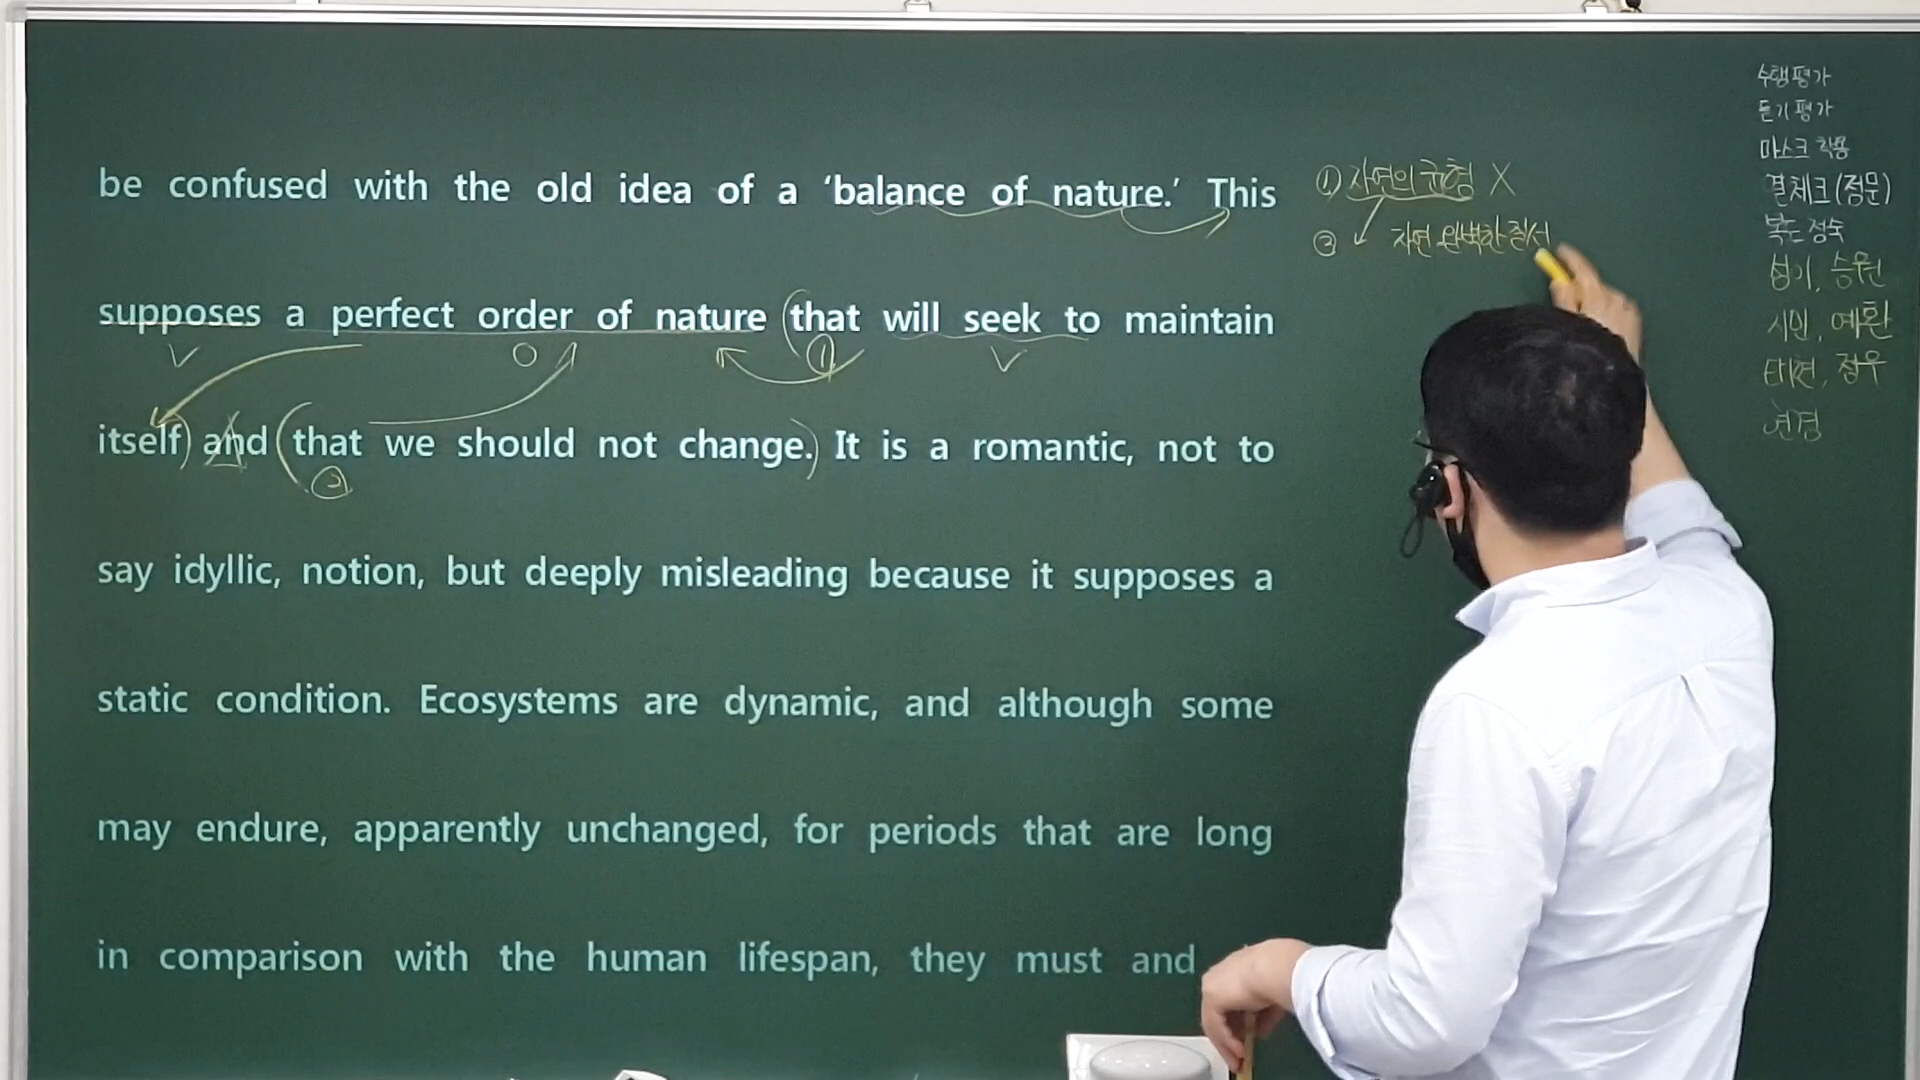 be confused with the old idea of a ‘balance of nature.’ This
supposes a perfect order of nature (that will seek to maintain
V O ① V
itself) and (that we should not change.) It is a romantic, not to
②
say idyllic, notion, but deeply misleading because it supposes a
static condition. Ecosystems are dynamic, and although some
may endure, apparently unchanged, for periods that are long
in comparison with the human lifespan, they must and
① 자연의 균형 X
② 자연 완벽한 질서
수행평가
듣기평가
마스크 착용
결체크(정문)
복도 정숙
승원
시민, 예환
태현, 정우
현경